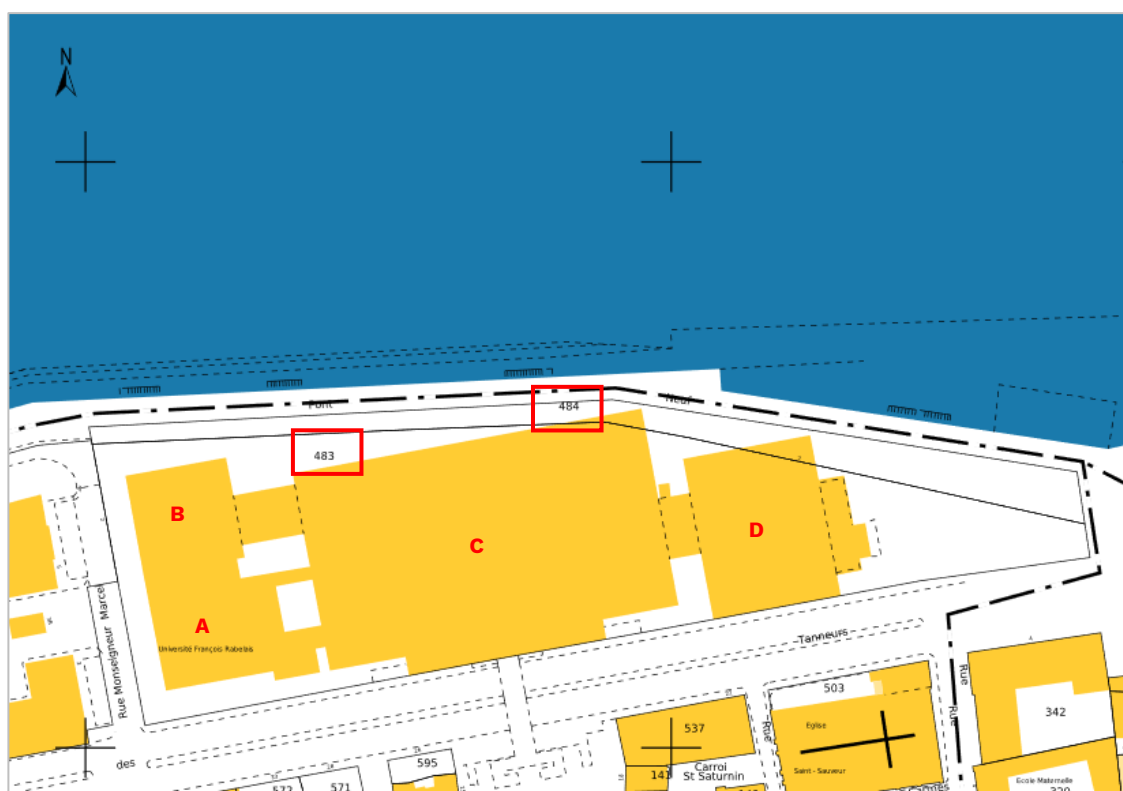 N
Pont
Neuf
484
483
B
C
D
A
Université François Rabelais
Rue Monseigneur Marcel
Tanneurs
des
Rue
Rue
Rue
503
537
Eglise
342
595
141
Carroi
St Saturnin
Saint - Sauveur
572
571
Ecole Maternelle